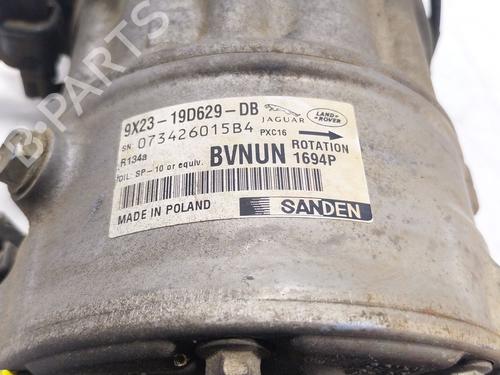 9X23-19D629-DB
JAGUAR
LAND ROVER
SN: 073426015B4
PXC16
R134a
BVNUN
ROTATION
OIL: SP-10 or equiv.
1694P
MADE IN POLAND
SANDEN
B-PARTS